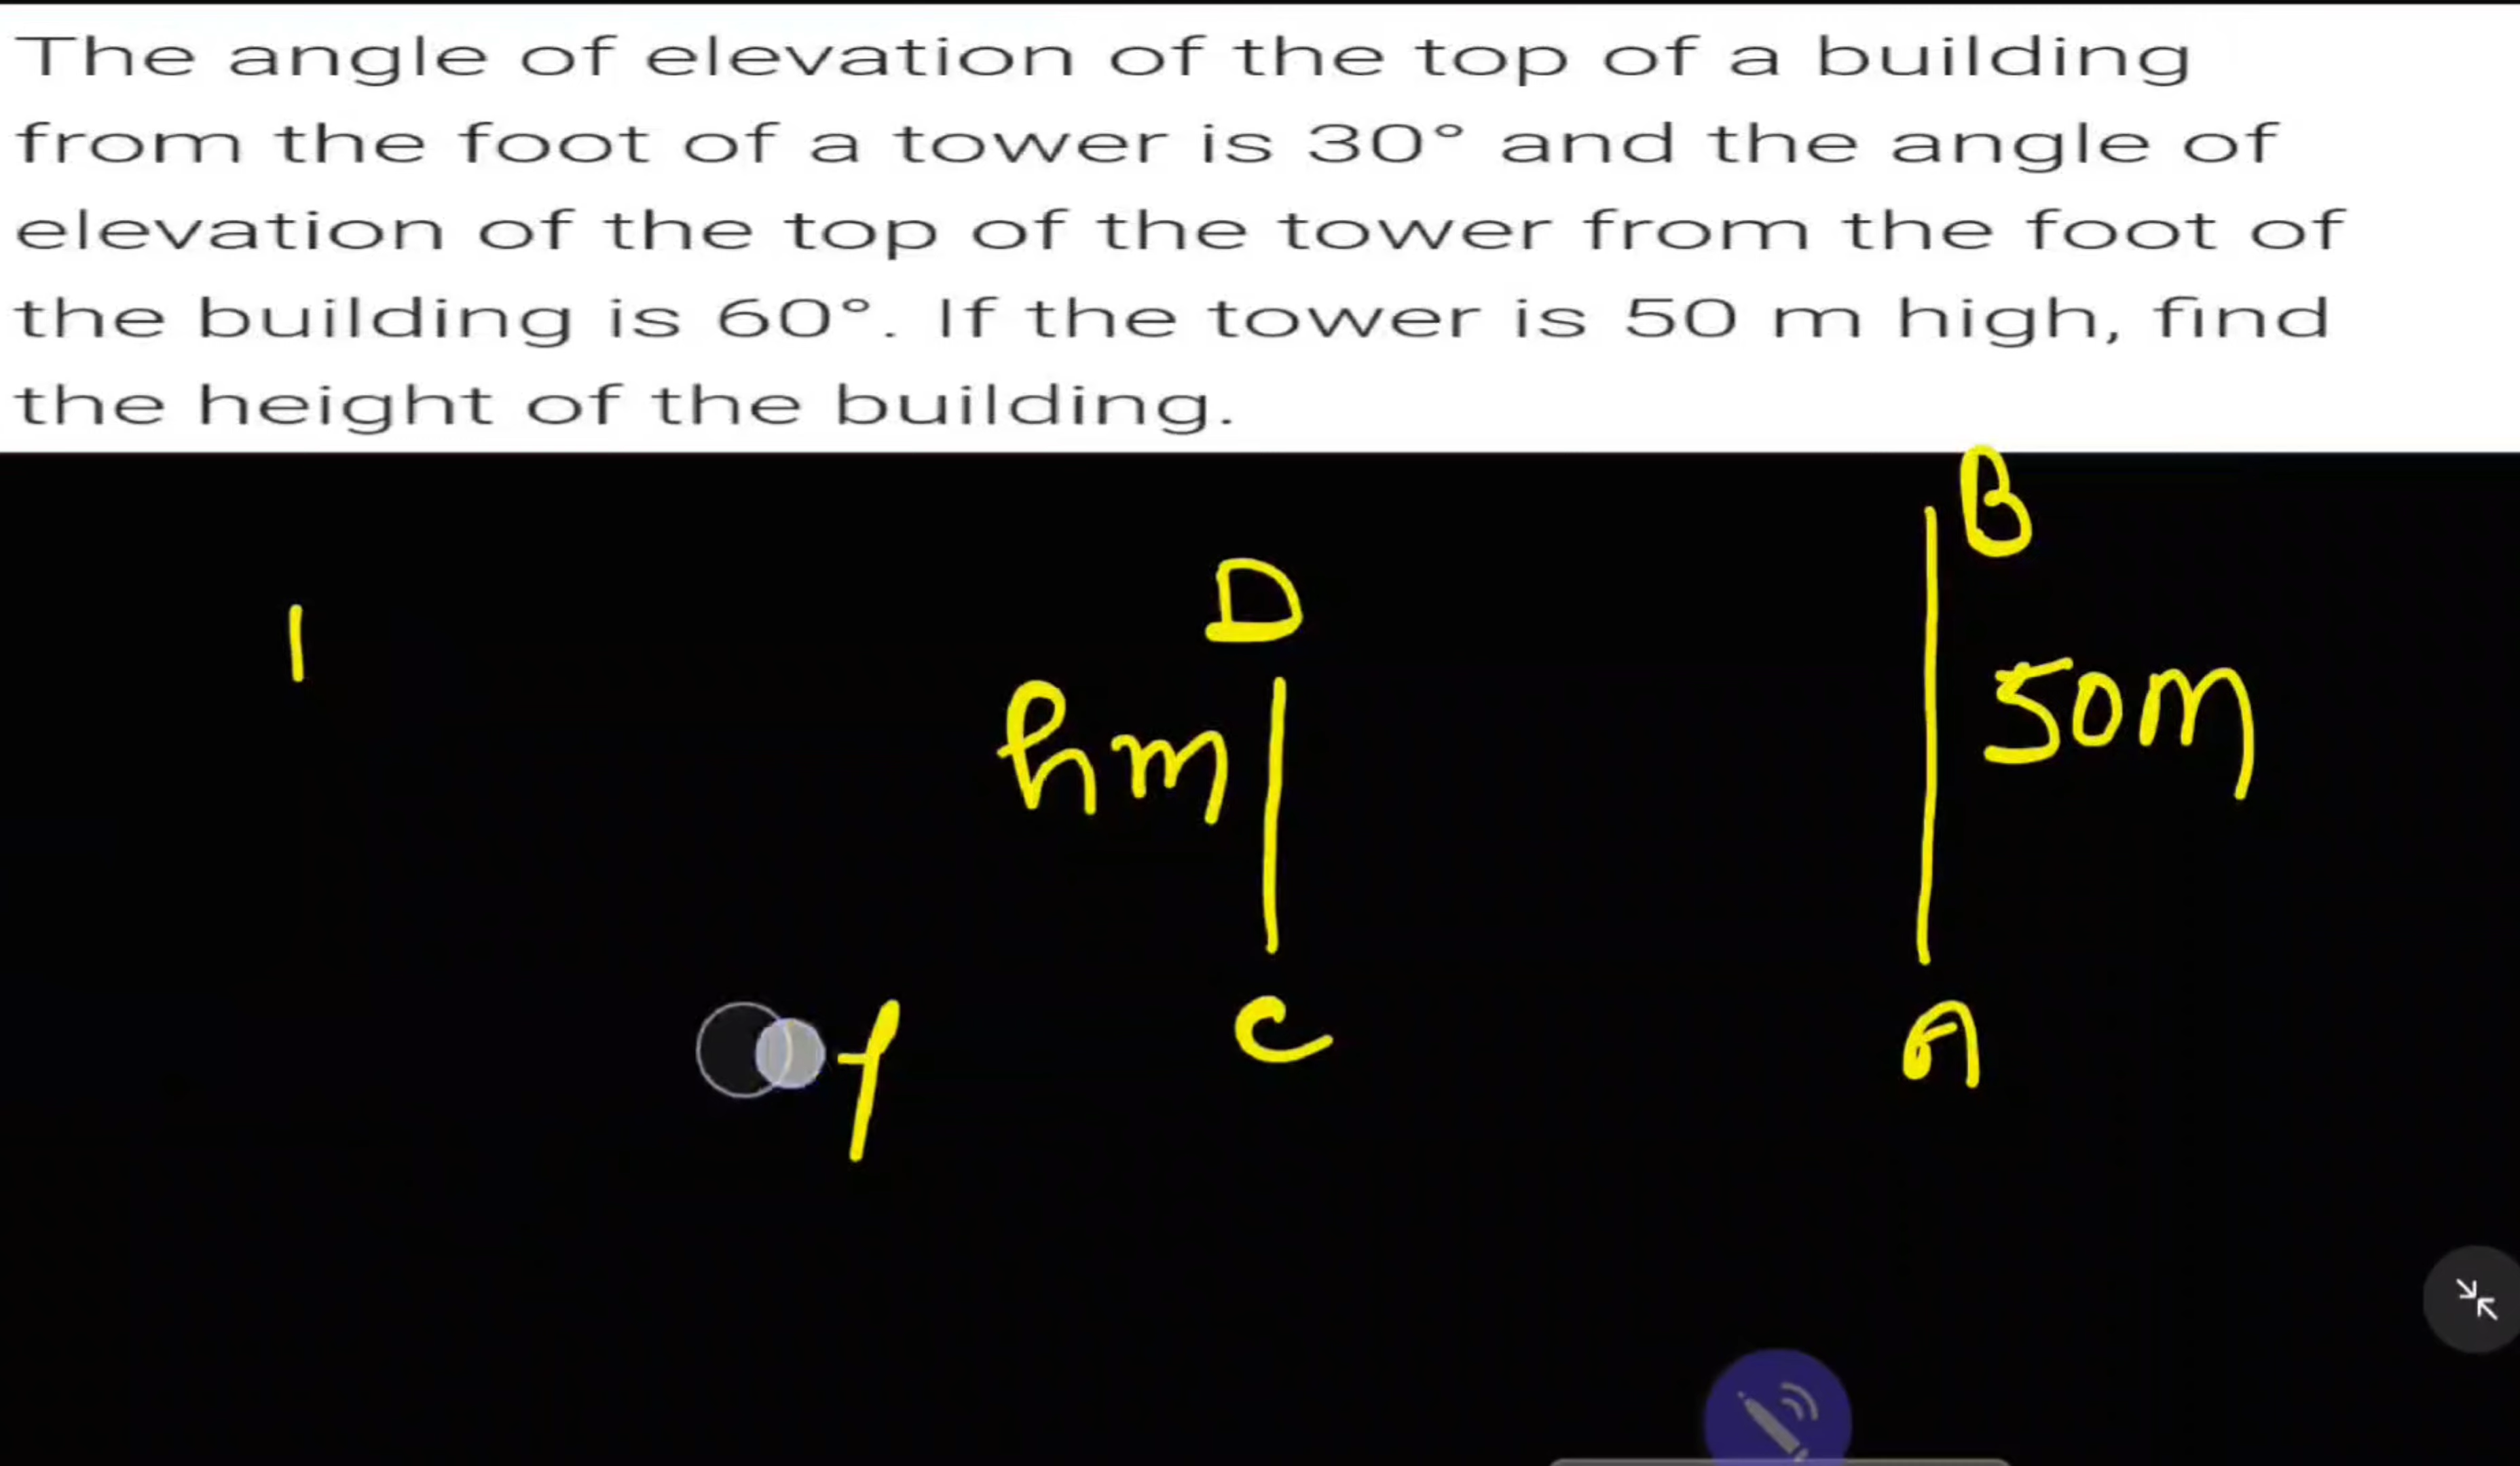 The angle of elevation of the top of a building
from the foot of a tower is 30° and the angle of
elevation of the top of the tower from the foot of
the building is 60°. If the tower is 50 m high, find
the height of the building.
B
D
hm
50m
C
A